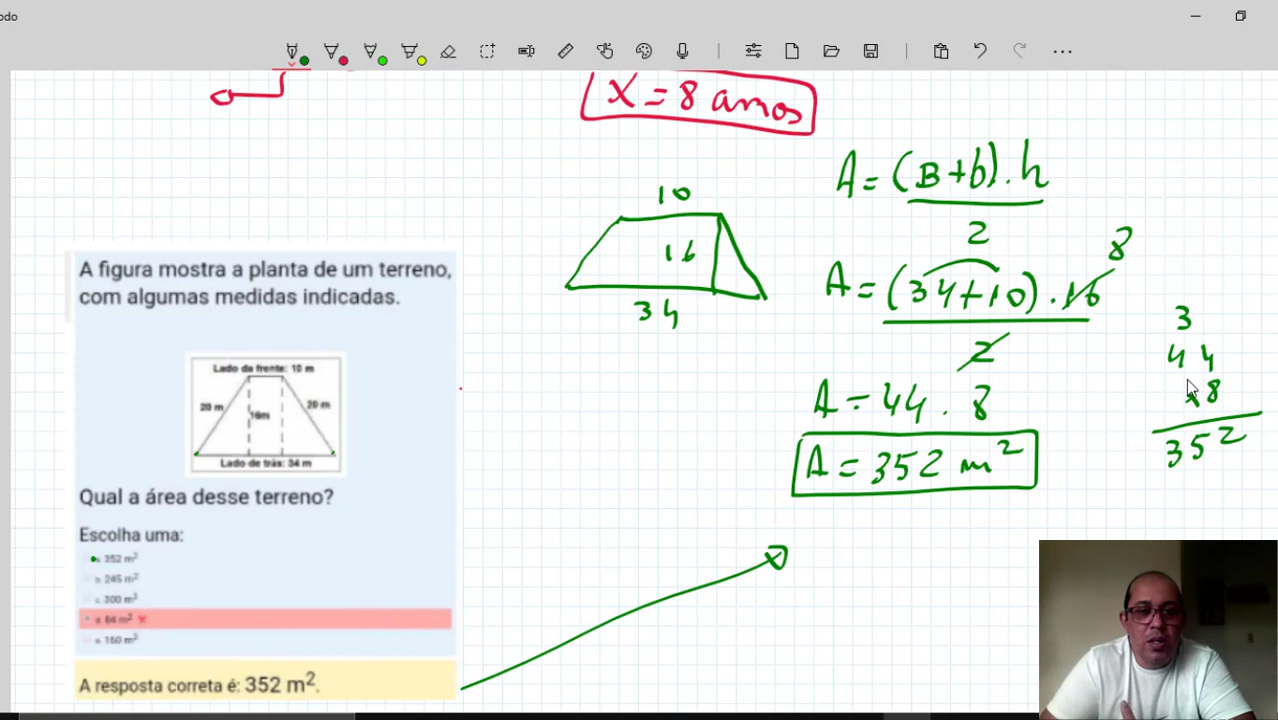 odo
X = 8 anos
10
16
34
A = (B+b).h
2
A = (34+10).16
8
2
A = 44 . 8
A = 352 m²
3
44
x8
352
A figura mostra a planta de um terreno,
com algumas medidas indicadas.
Lado da frente: 10 m
20 m
16m
20 m
Lado de trás: 34 m
Qual a área desse terreno?
Escolha uma:
352 m²
b. 245 m²
c. 300 m²
d. 84 m²
e. 160 m²
A resposta correta é: 352 m².